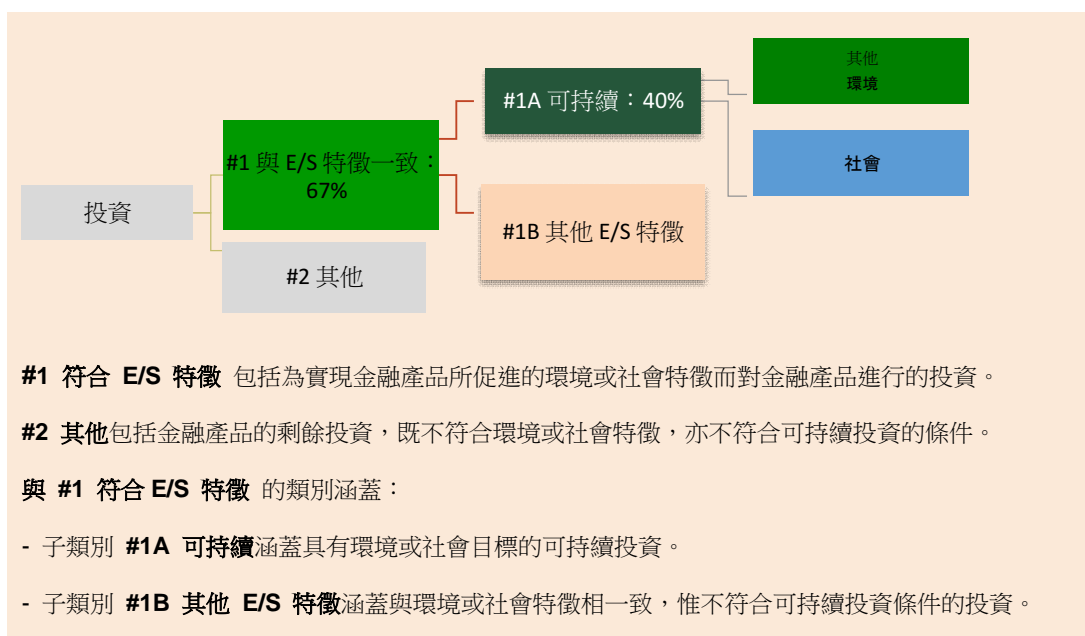 其他
環境
#1A 可持續：40%
#1 與 E/S 特徵一致：
67%
社會
投資
#1B 其他 E/S 特徵
#2 其他
#1 符合 E/S 特徵 包括為實現金融產品所促進的環境或社會特徵而對金融產品進行的投資。
#2 其他包括金融產品的剩餘投資，既不符合環境或社會特徵，亦不符合可持續投資的條件。
與 #1 符合 E/S 特徵 的類別涵蓋：
- 子類別 #1A 可持續涵蓋具有環境或社會目標的可持續投資。
- 子類別 #1B 其他 E/S 特徵涵蓋與環境或社會特徵相一致，惟不符合可持續投資條件的投資。